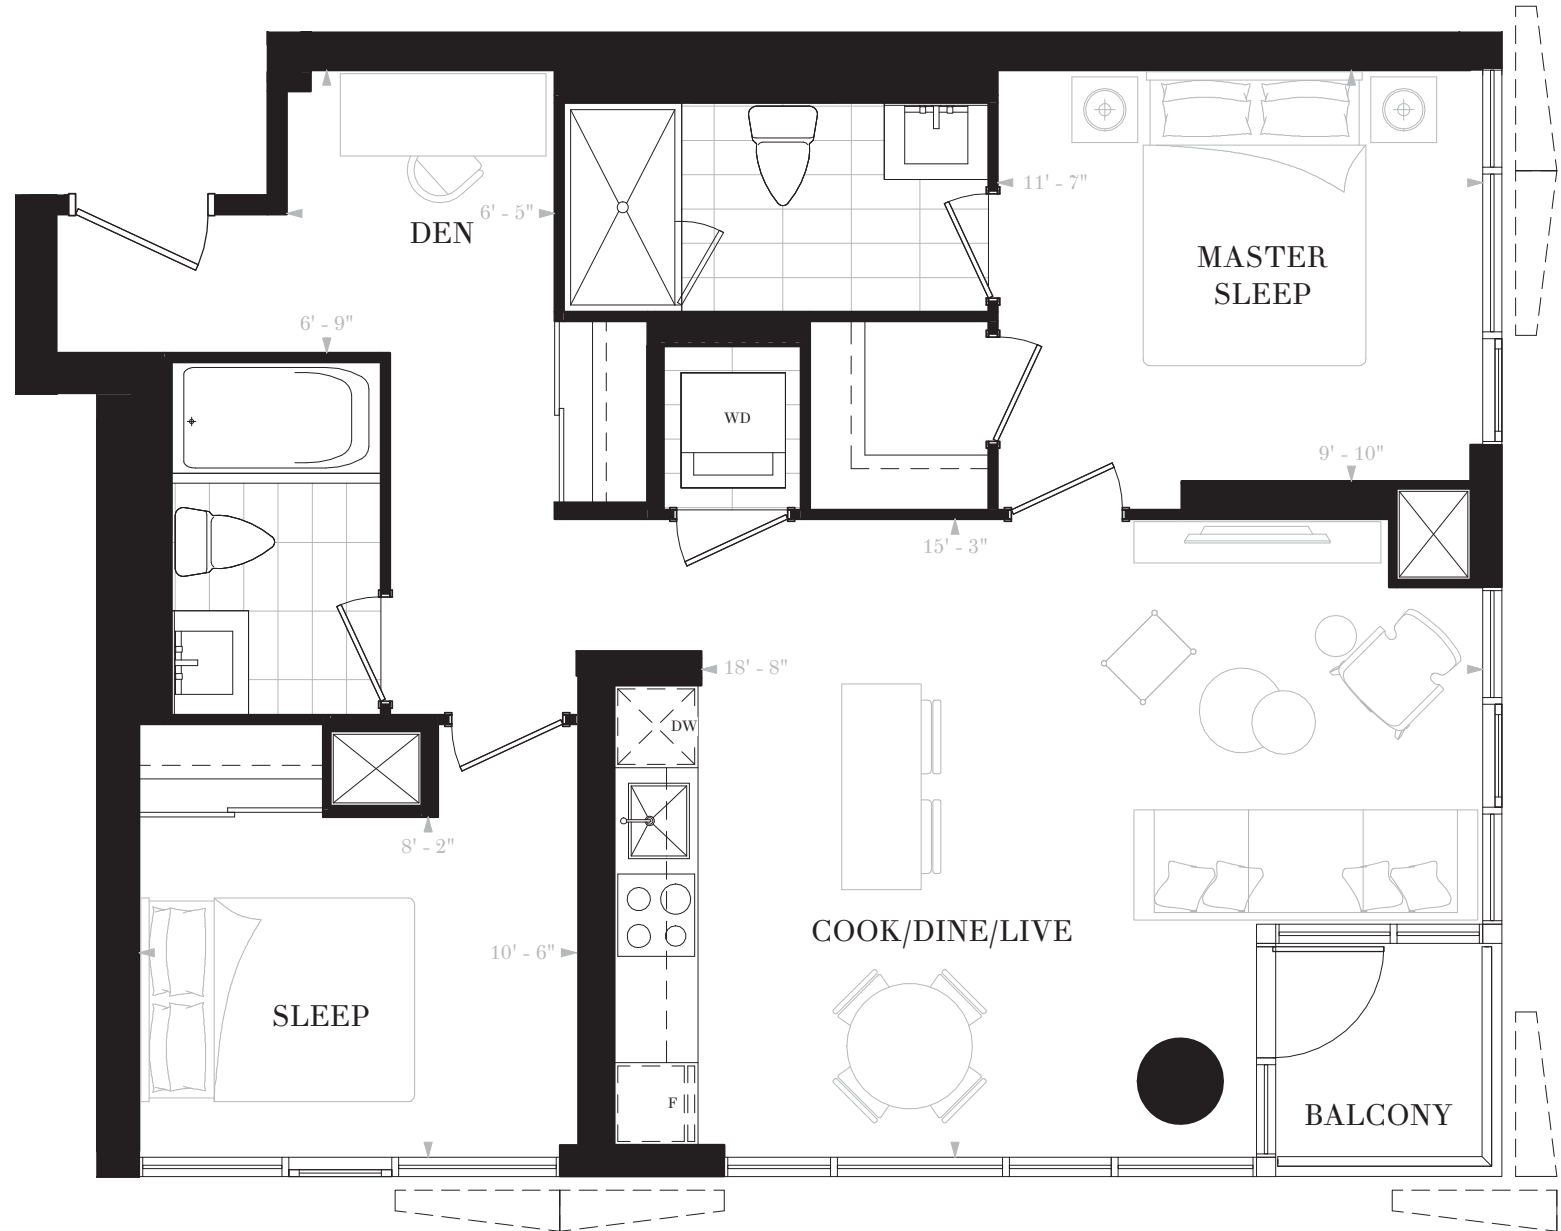 11' - 7"
6' - 5"
DEN
MASTER
SLEEP
6' - 9"
WD
9' - 10"
15' - 3"
18' - 8"
DW
8' - 2"
COOK/DINE/LIVE
10' - 6"
SLEEP
F
BALCONY